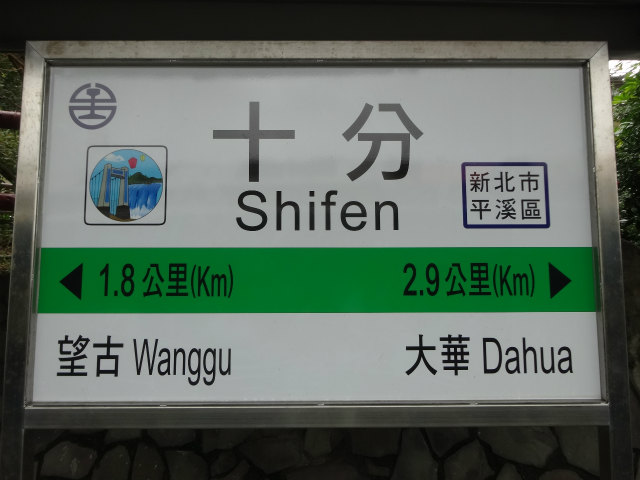 十分
Shifen
新北市
平溪區
1.8 公里(Km)
2.9 公里(Km)
望古 Wanggu
大華 Dahua